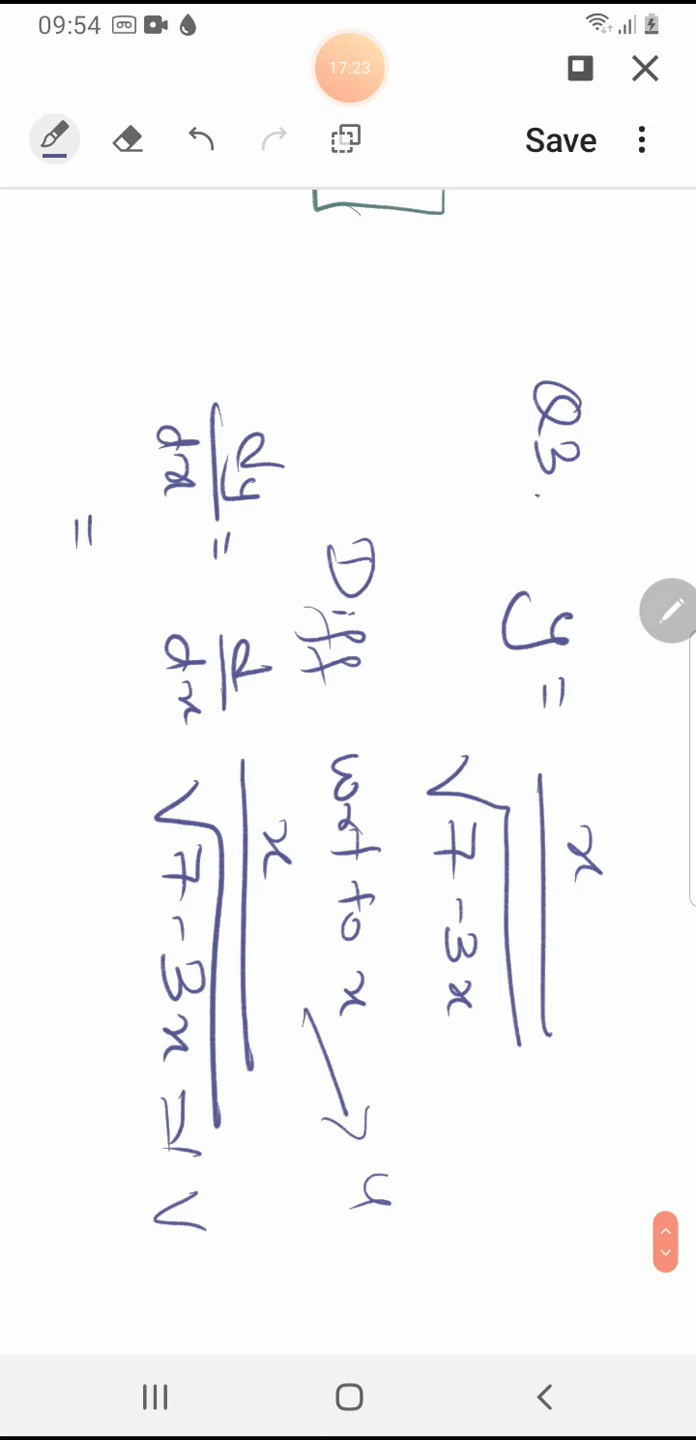 09:54
17:23
Save
Q3. y = x / √7-3x
Diff wrt to x → u
dy/dx = d/dx x / √7-3x → v
=